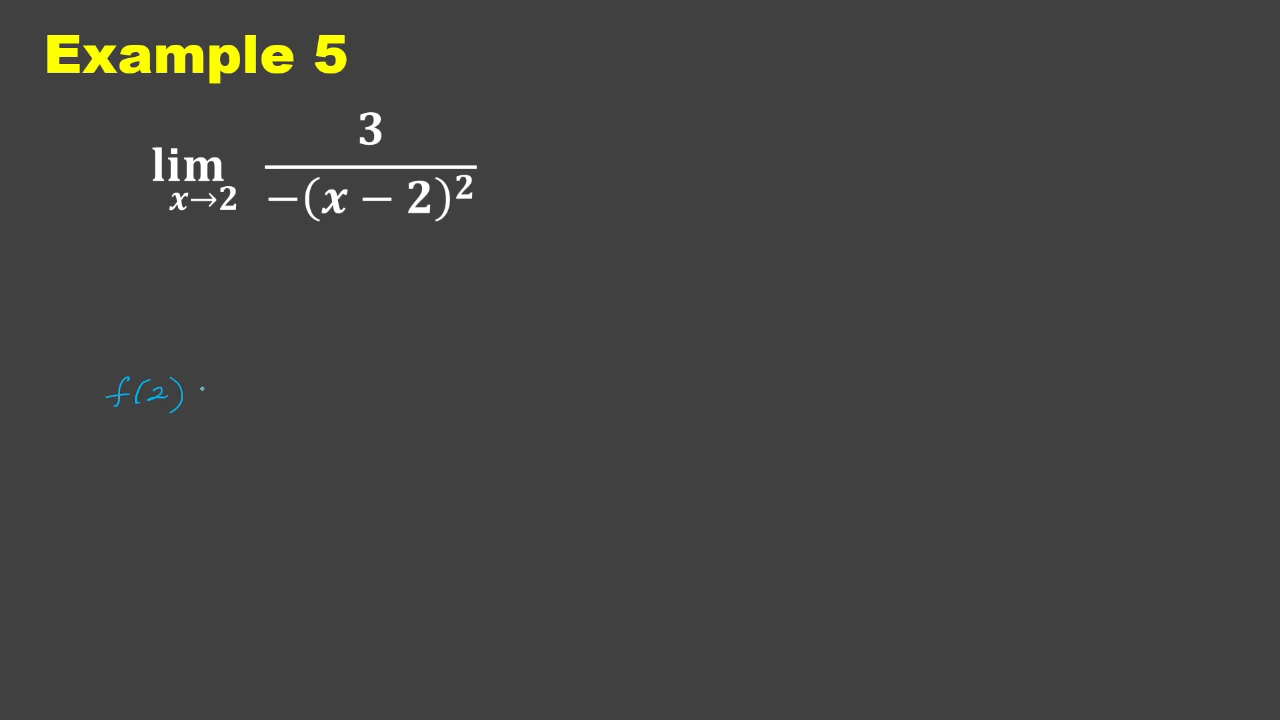 Example 5
lim x→2 3 / −(x − 2)²
f(2)